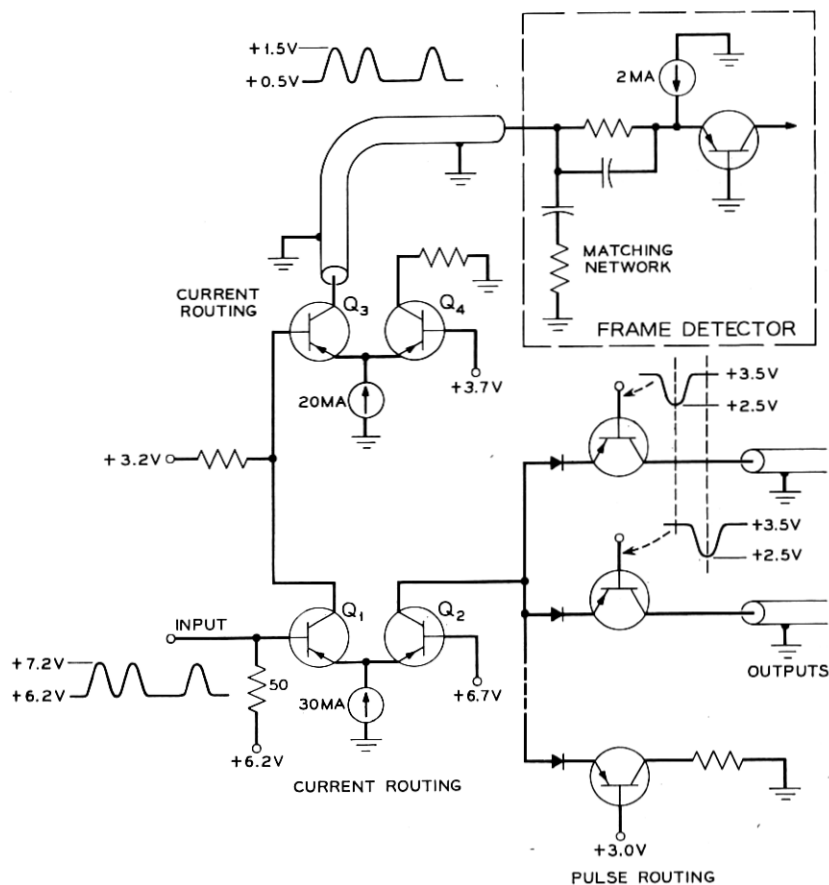 +1.5V
+0.5V
2MA
MATCHING
NETWORK
FRAME DETECTOR
CURRENT
ROUTING
Q3
Q4
20MA
+3.7V
+3.2V
+3.5V
+2.5V
+3.5V
+2.5V
INPUT
Q1
Q2
+7.2V
+6.2V
50
+6.2V
30MA
+6.7V
OUTPUTS
CURRENT ROUTING
+3.0V
PULSE ROUTING